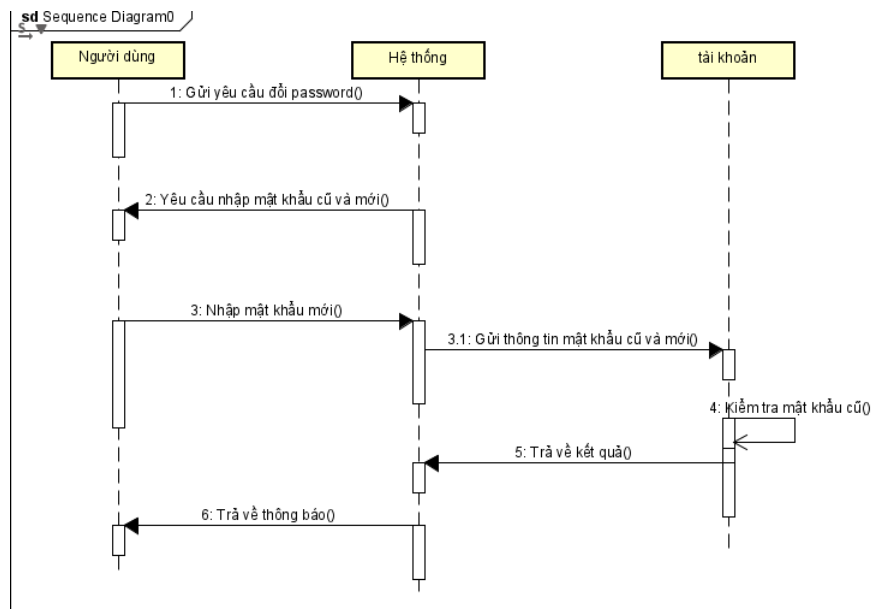 sd Sequence Diagram0
Người dùng
Hệ thống
tài khoản
1: Gửi yêu cầu đổi password()
2: Yêu cầu nhập mật khẩu cũ và mới()
3: Nhập mật khẩu mới()
3.1: Gửi thông tin mật khẩu cũ và mới()
4: Kiểm tra mật khẩu cũ()
5: Trả về kết quả()
6: Trả về thông báo()